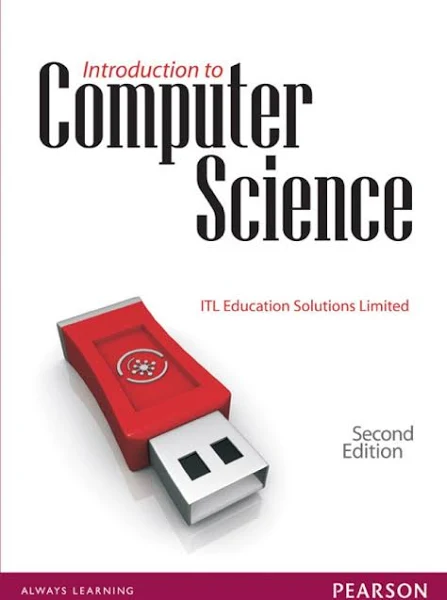 Introduction to
Computer
Science
ITL Education Solutions Limited
Second
Edition
ALWAYS LEARNING
PEARSON